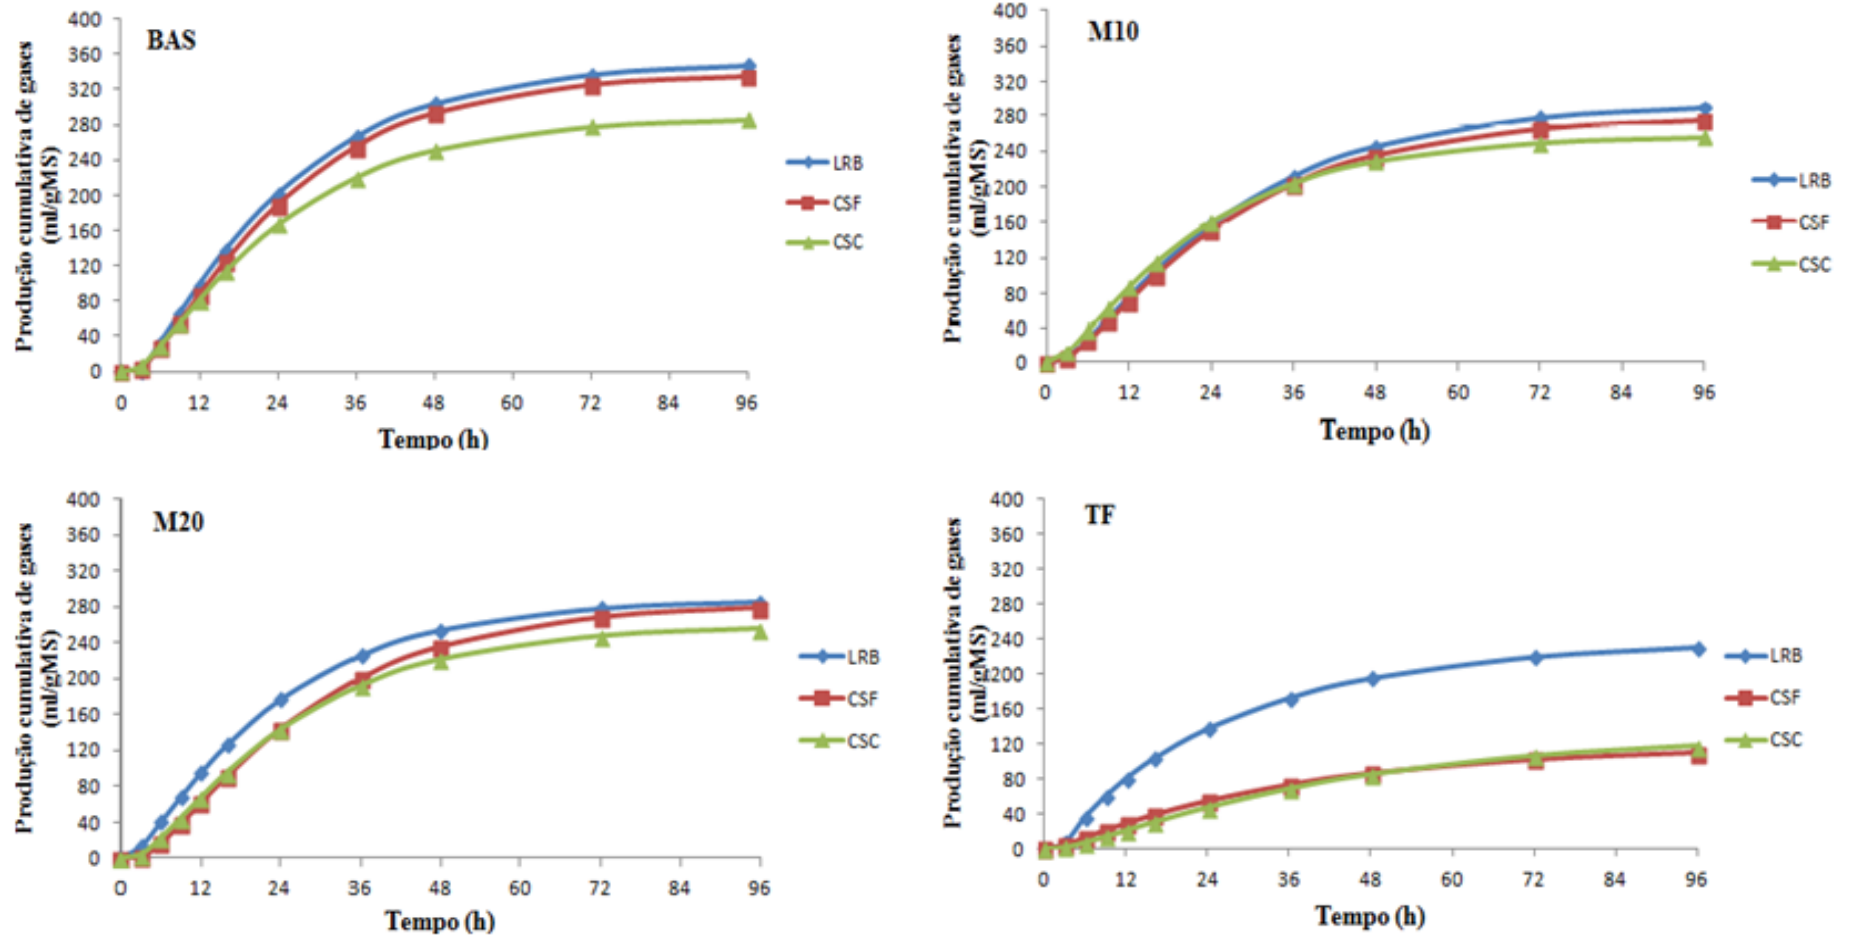 BAS
Produção cumulativa de gases
(ml/gMS)
400
360
320
280
240
200
160
120
80
40
0
0 12 24 36 48 60 72 84 96
Tempo (h)
LRB
CSF
CSC
M10
Produção cumulativa de gases
(ml/gMS)
400
360
320
280
240
200
160
120
80
40
0
0 12 24 36 48 60 72 84 96
Tempo (h)
LRB
CSF
CSC
M20
Produção cumulativa de gases
(ml/gMS)
400
360
320
280
240
200
160
120
80
40
0
0 12 24 36 48 60 72 84 96
Tempo (h)
LRB
CSF
CSC
TF
Produção cumulativa de gases
(ml/gMS)
400
360
320
280
240
200
160
120
80
40
0
0 12 24 36 48 60 72 84 96
Tempo (h)
LRB
CSF
CSC